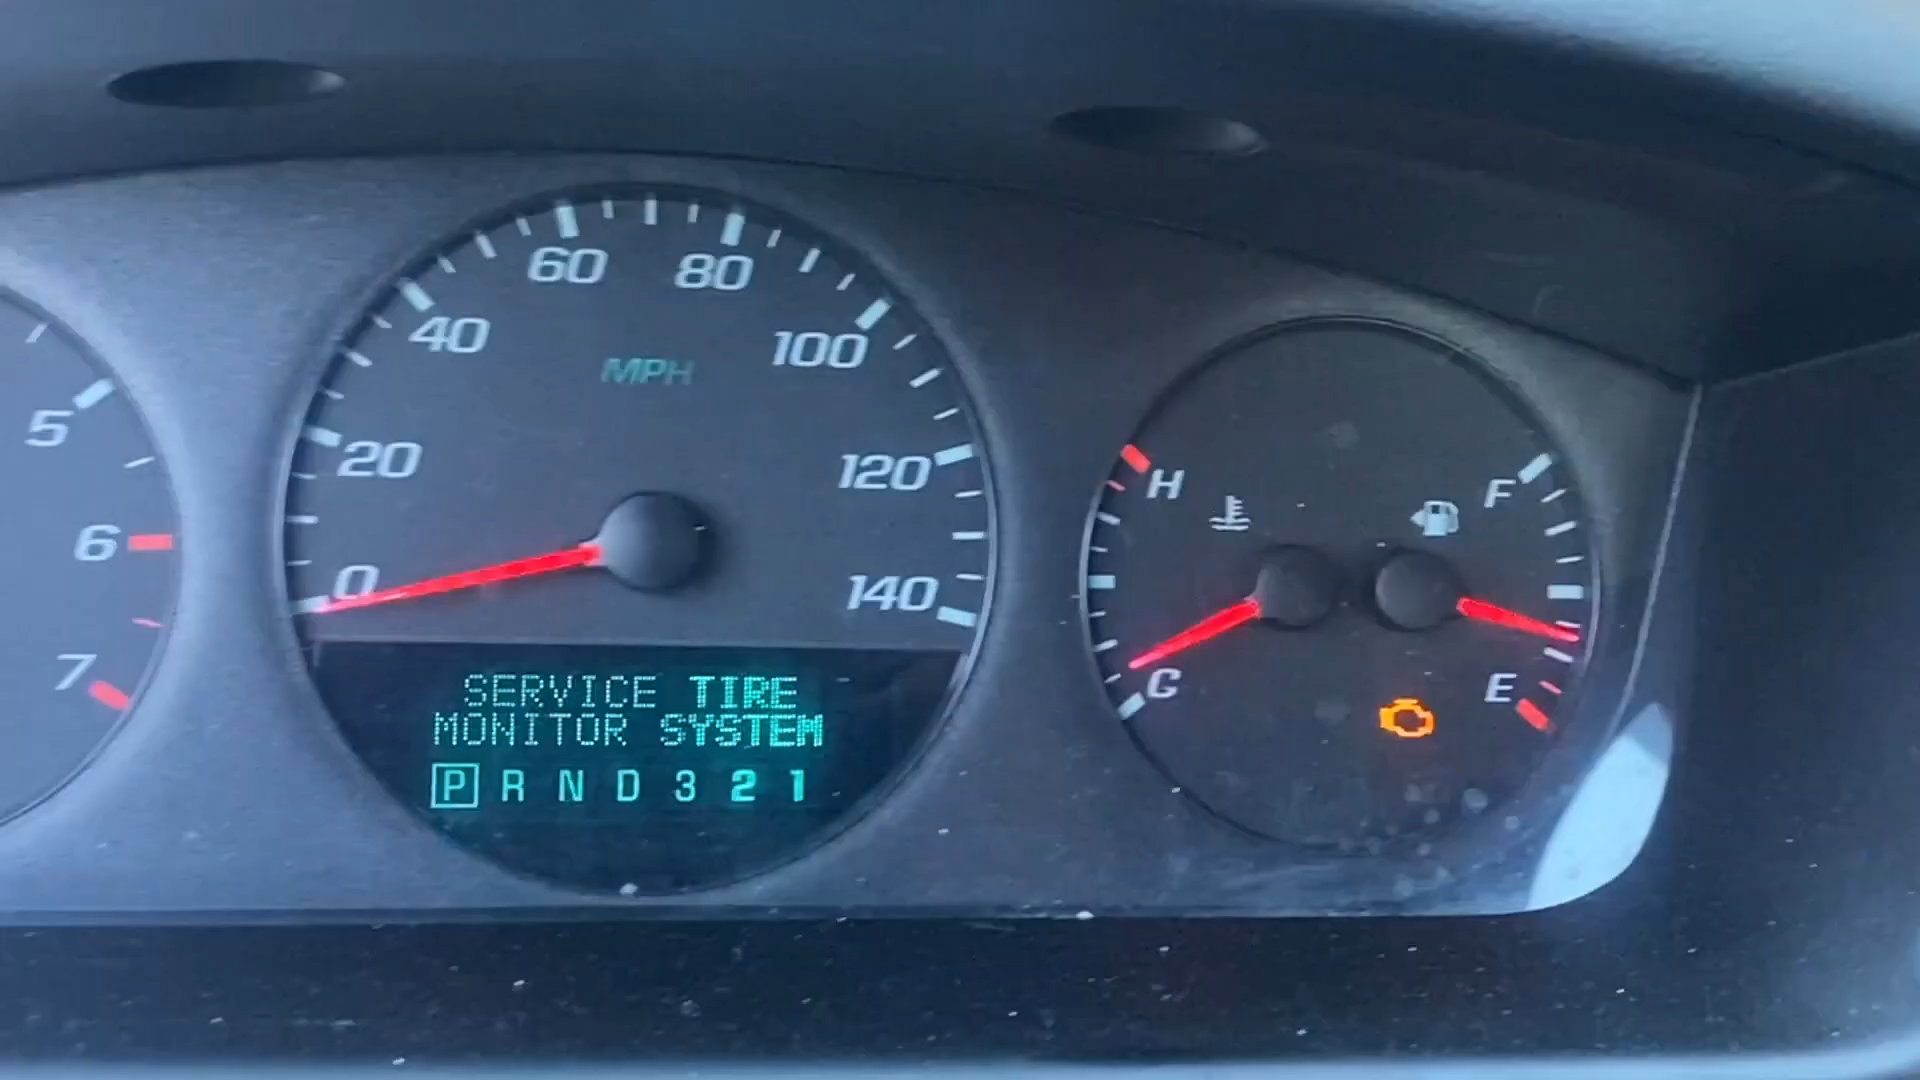 60 80
40 100
MPH
5 20 120
H F
6 0 140
7 C E
SERVICE TIRE
MONITOR SYSTEM
P R N D 3 2 1